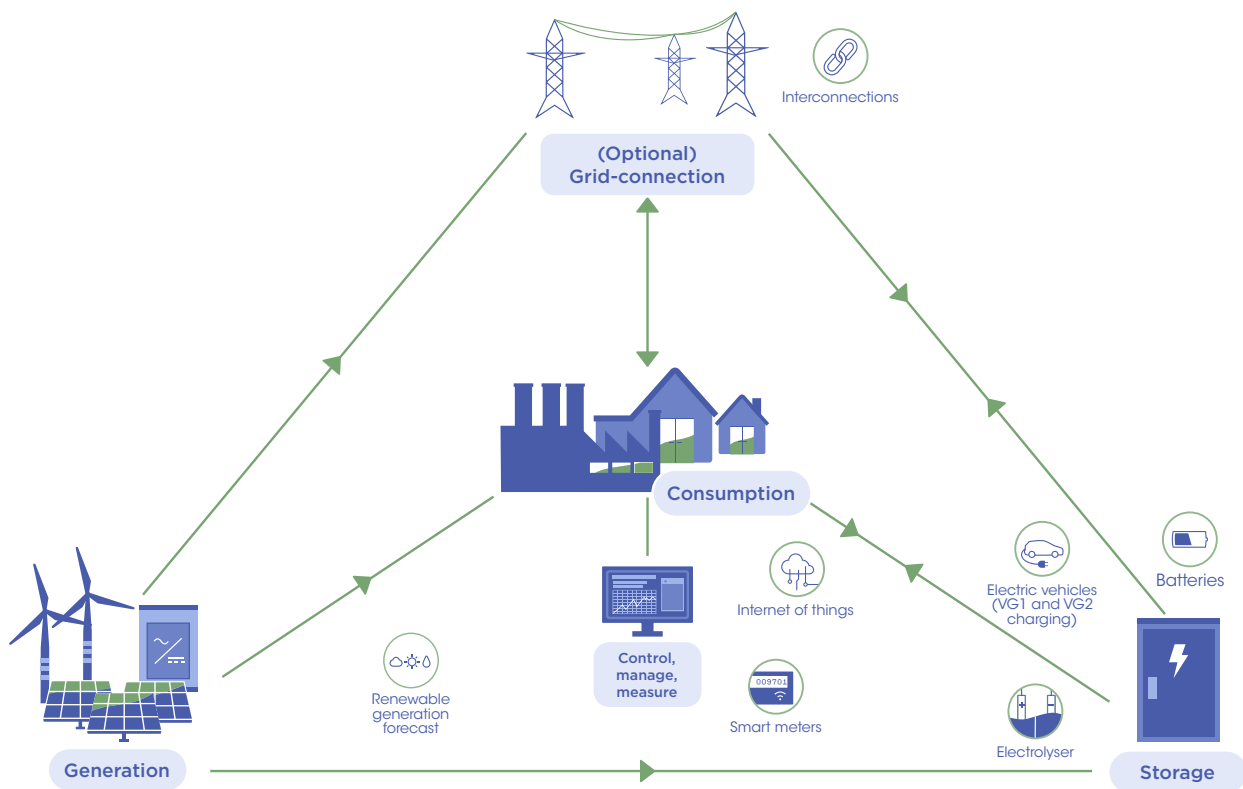 Interconnections
(Optional)
Grid-connection
Consumption
Internet of things
Electric vehicles
(VG1 and VG2
charging)
Batteries
Control,
manage,
measure
009701
Smart meters
Renewable
generation
forecast
Electrolyser
Generation
Storage